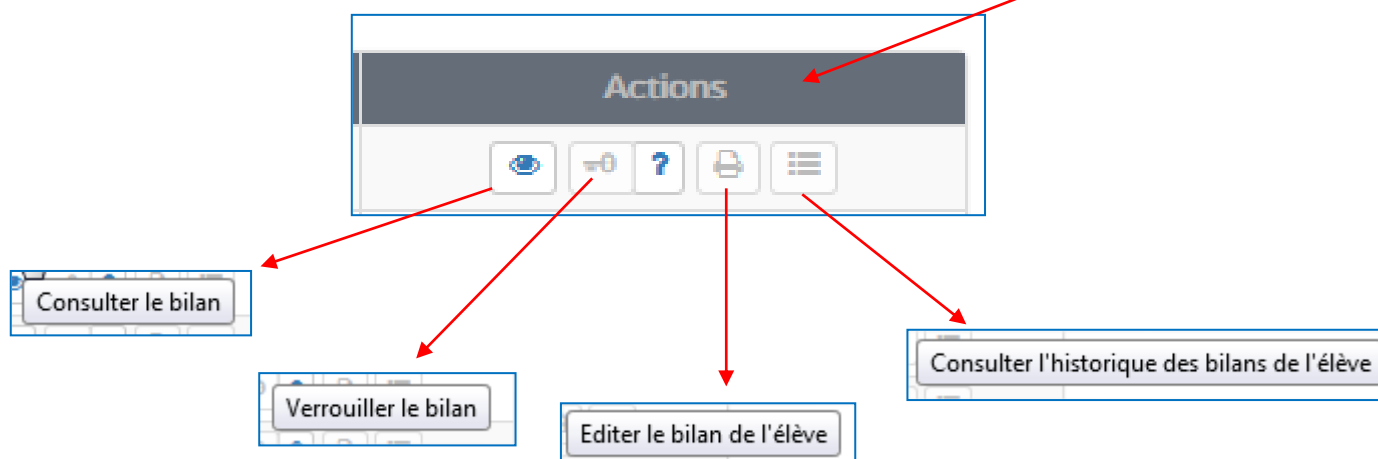 Actions
?
Consulter le bilan
Verrouiller le bilan
Editer le bilan de l'élève
Consulter l'historique des bilans de l'élève